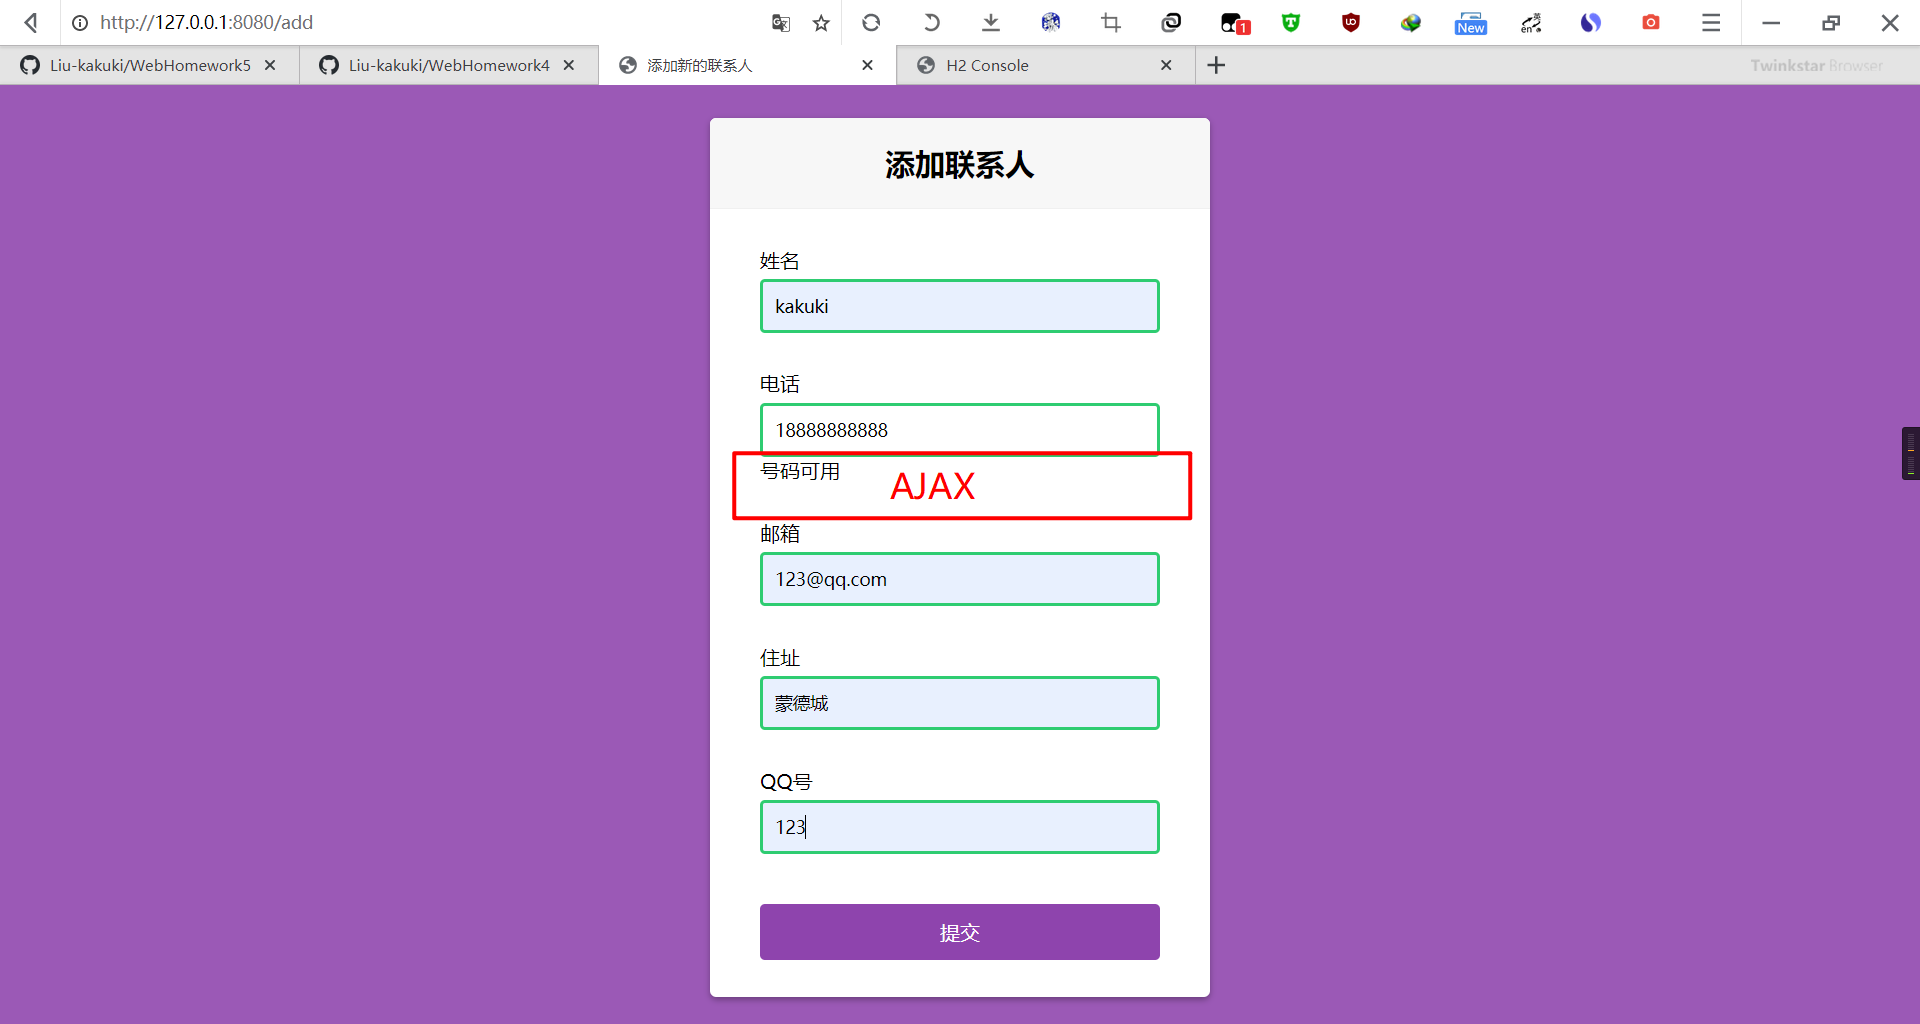 http://127.0.0.1:8080/add
1
New
英
en
Liu-kakuki/WebHomework5
Liu-kakuki/WebHomework4
添加新的联系人
H2 Console
Twinkstar Browser
添加联系人
姓名
kakuki
电话
18888888888
号码可用
AJAX
邮箱
123@qq.com
住址
蒙德城
QQ号
123
提交